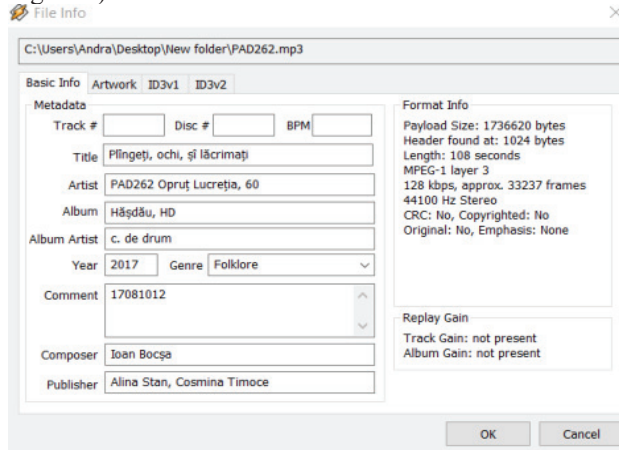 File Info
C:\Users\Andra\Desktop\New folder\PAD262.mp3
Basic Info Artwork ID3v1 ID3v2
Metadata
Track # Disc # BPM
Title Plîngeți, ochi, șî lăcrimați
Artist PAD262 Opruț Lucreția, 60
Album Hășdău, HD
Album Artist c. de drum
Year 2017 Genre Folklore
Comment 17081012
Composer Ioan Bocșa
Publisher Alina Stan, Cosmina Timoce
Format Info
Payload Size: 1736620 bytes
Header found at: 1024 bytes
Length: 108 seconds
MPEG-1 layer 3
128 kbps, approx. 33237 frames
44100 Hz Stereo
CRC: No, Copyrighted: No
Original: No, Emphasis: None
Replay Gain
Track Gain: not present
Album Gain: not present
OK Cancel